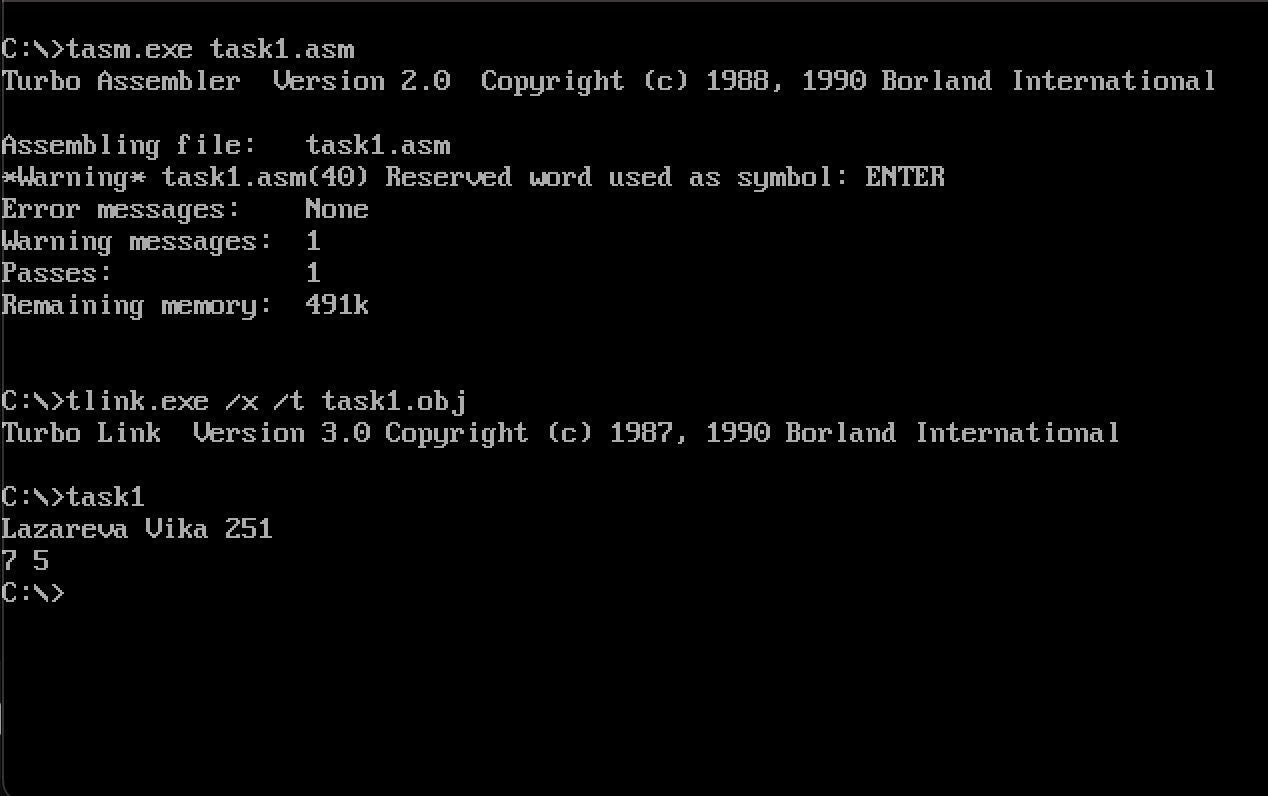 C:\>tasm.exe task1.asm
Turbo Assembler  Version 2.0  Copyright (c) 1988, 1990 Borland International
Assembling file:   task1.asm
*Warning* task1.asm(40) Reserved word used as symbol: ENTER
Error messages:    None
Warning messages:  1
Passes:            1
Remaining memory:  491k
C:\>tlink.exe /x /t task1.obj
Turbo Link  Version 3.0 Copyright (c) 1987, 1990 Borland International
C:\>task1
Lazareva Vika 251
7 5
C:\>